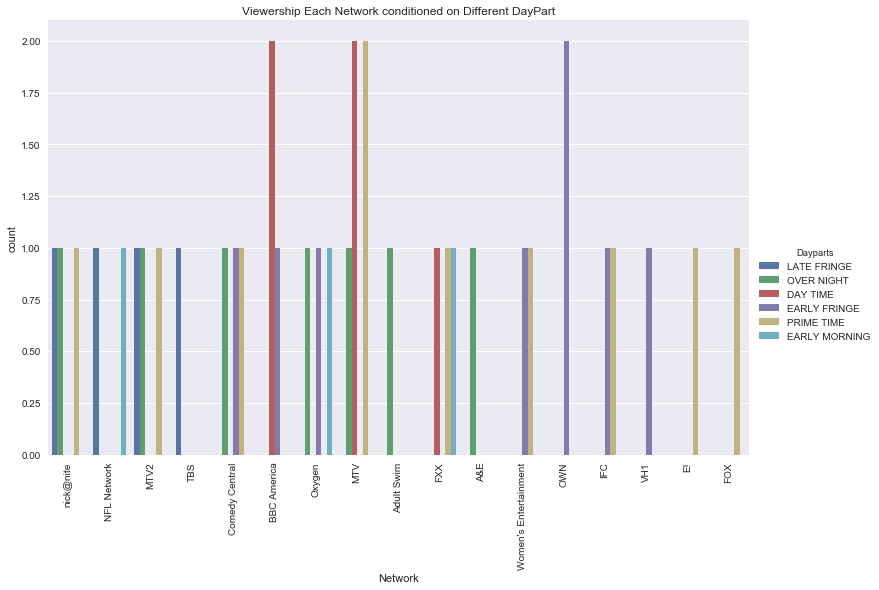 Viewership Each Network conditioned on Different DayPart
2.00
1.75
1.50
1.25
1.00
0.75
0.50
0.25
0.00
count
nick@nite
NFL Network
MTV2
TBS
Comedy Central
BBC America
Oxygen
MTV
Adult Swim
FXX
A&E
Women's Entertainment
OWN
IFC
VH1
E!
FOX
Network
Dayparts
LATE FRINGE
OVER NIGHT
DAY TIME
EARLY FRINGE
PRIME TIME
EARLY MORNING